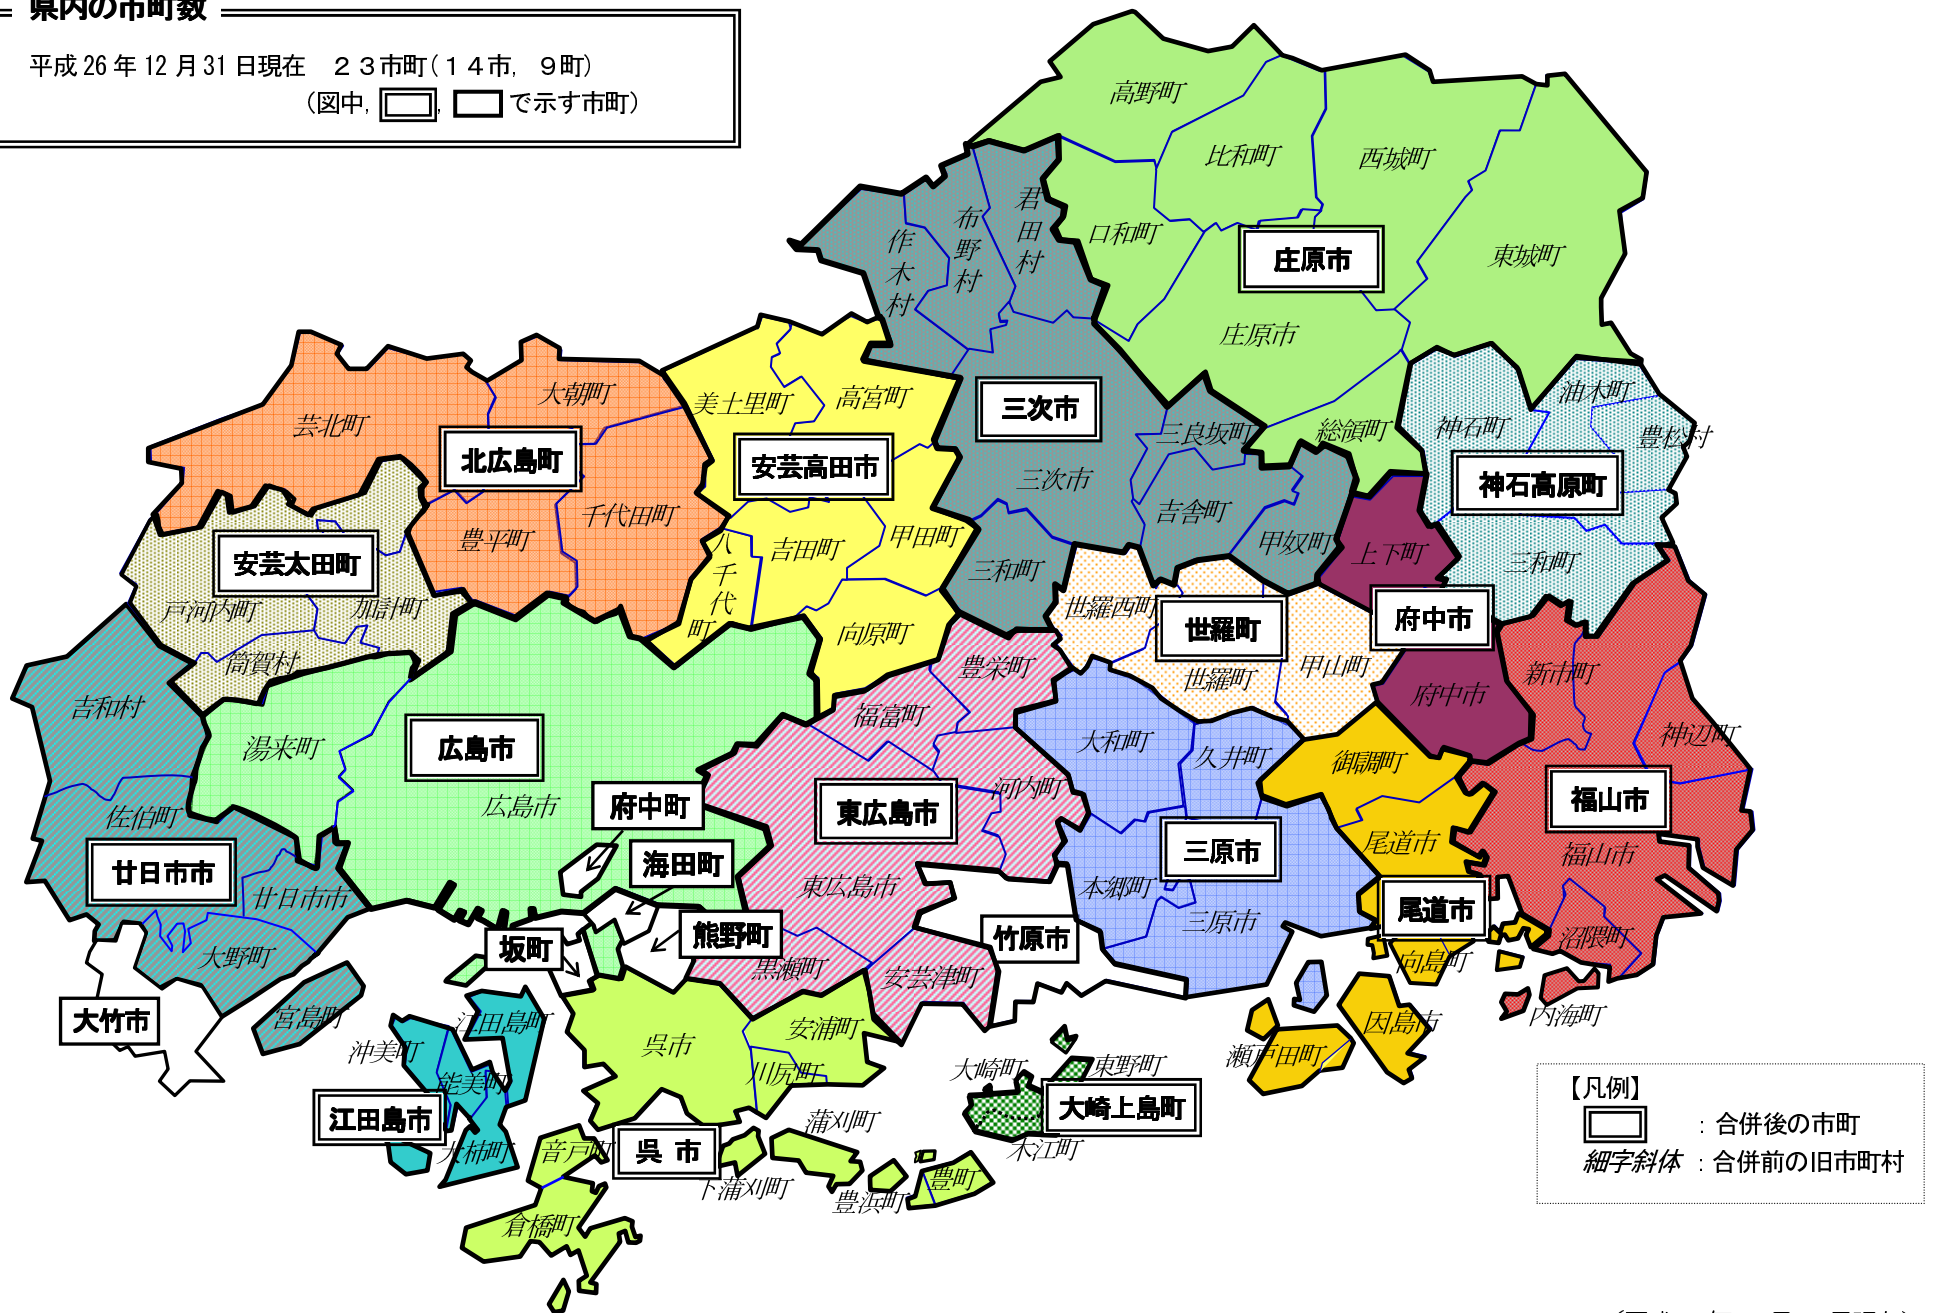 県内の市町数
平成26年12月31日現在　２３市町(１４市,　９町)
(図中,　　,　　で示す市町)
高野町
比和町
西城町
君田村
布野村
作木村
口和町
庄原市
東城町
庄原市
大朝町
美土里町
高宮町
油木町
芸北町
三次市
三良坂町
総領町
神石町
豊松村
北広島町
安芸高田市
三次市
神石高原町
千代田町
吉舎町
豊平町
八千代町
吉田町
甲田町
甲奴町
上下町
安芸太田町
三和町
三和町
戸河内町
加計町
世羅西町
世羅町
府中市
筒賀村
向原町
豊栄町
世羅町
甲山町
新市町
府中市
吉和村
福富町
湯来町
広島市
大和町
久井町
御調町
神辺町
佐伯町
広島市
府中町
東広島市
河内町
福山市
廿日市市
海田町
三原市
尾道市
福山市
廿日市市
東広島市
本郷町
三原市
尾道市
坂町
熊野町
竹原市
大野町
黒瀬町
安芸津町
向島町
沼隈町
大竹市
宮島町
江田島町
安浦町
因島市
内海町
沖美町
呉市
川尻町
大崎町
東野町
瀬戸田町
能美町
江田島市
大崎上島町
蒲刈町
木江町
大柿町
音戸町
呉 市
下蒲刈町
豊浜町
豊町
倉橋町
【凡例】
：合併後の市町
細字斜体 ：合併前の旧市町村